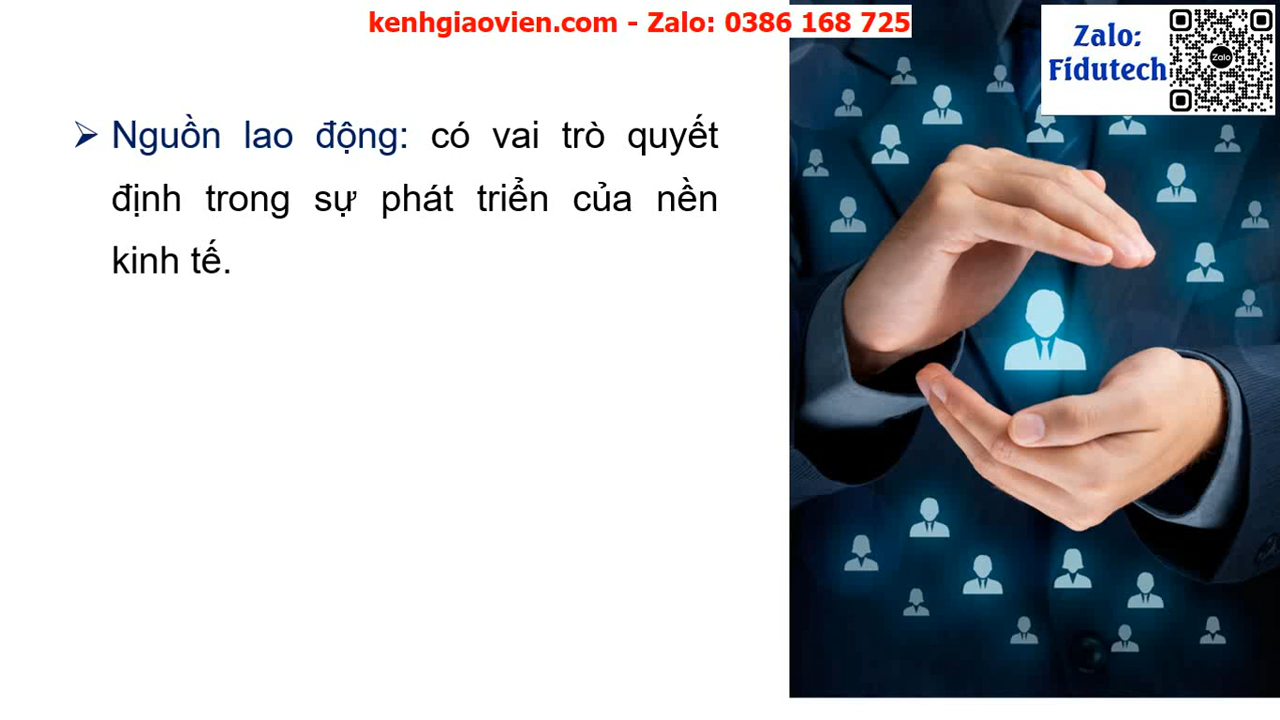 kenhgiaovien.com - Zalo: 0386 168 725
Zalo:
Fidutech
Zalo
Nguồn lao động: có vai trò quyết
định trong sự phát triển của nền
kinh tế.